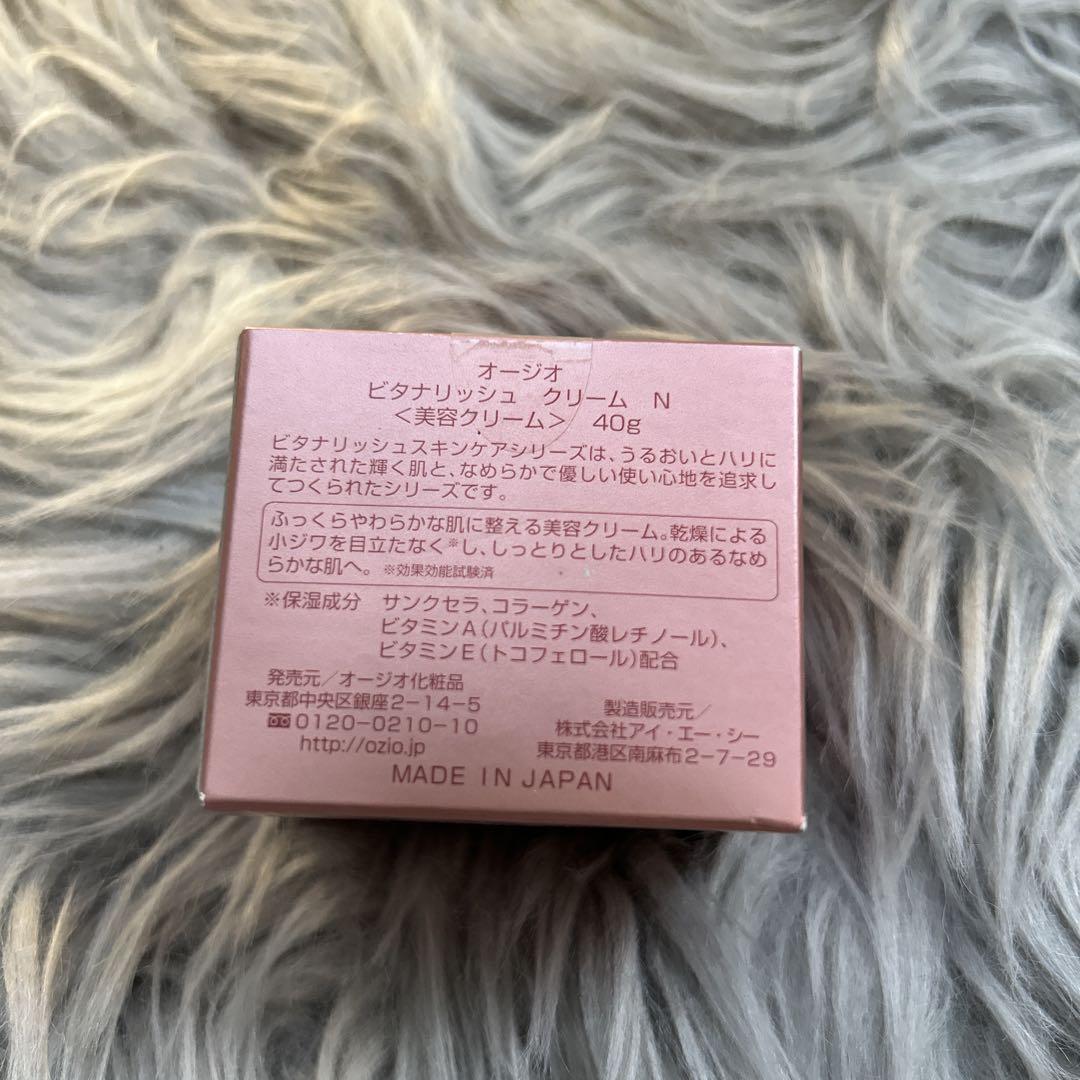 オージオ
ビタナリッシュ クリーム N
<美容クリーム> 40g
ビタナリッシュスキンケアシリーズは、うるおいとハリに
満たされた輝く肌と、なめらかで優しい使い心地を追求し
てつくられたシリーズです。
ふっくらやわらかな肌に整える美容クリーム。乾燥による
小ジワを目立たなく※し、しっとりとしたハリのあるなめ
らかな肌へ。 ※効果効能試験済
※保湿成分 サンクセラ、コラーゲン、
ビタミンA(パルミチン酸レチノール)、
ビタミンE(トコフェロール)配合
発売元/オージオ化粧品
東京都中央区銀座2-14-5
0120-0210-10
http://ozio.jp
製造販売元/
株式会社アイ・エー・シー
東京都港区南麻布2-7-29
MADE IN JAPAN